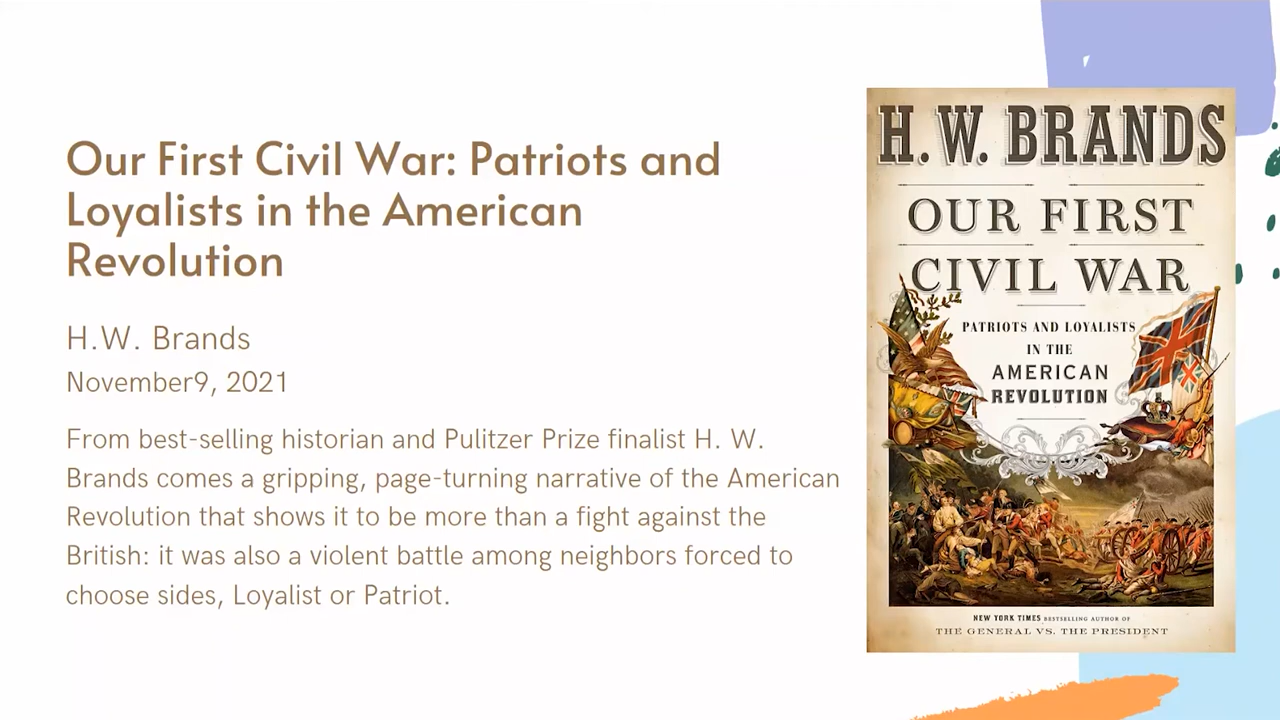 Our First Civil War: Patriots and
Loyalists in the American
Revolution
H.W. Brands
November9, 2021
From best-selling historian and Pulitzer Prize finalist H. W.
Brands comes a gripping, page-turning narrative of the American
Revolution that shows it to be more than a fight against the
British: it was also a violent battle among neighbors forced to
choose sides, Loyalist or Patriot.
H. W. BRANDS
OUR FIRST
CIVIL WAR
PATRIOTS AND LOYALISTS
IN THE
AMERICAN
REVOLUTION
NEW YORK TIMES BESTSELLING AUTHOR OF
THE GENERAL VS. THE PRESIDENT